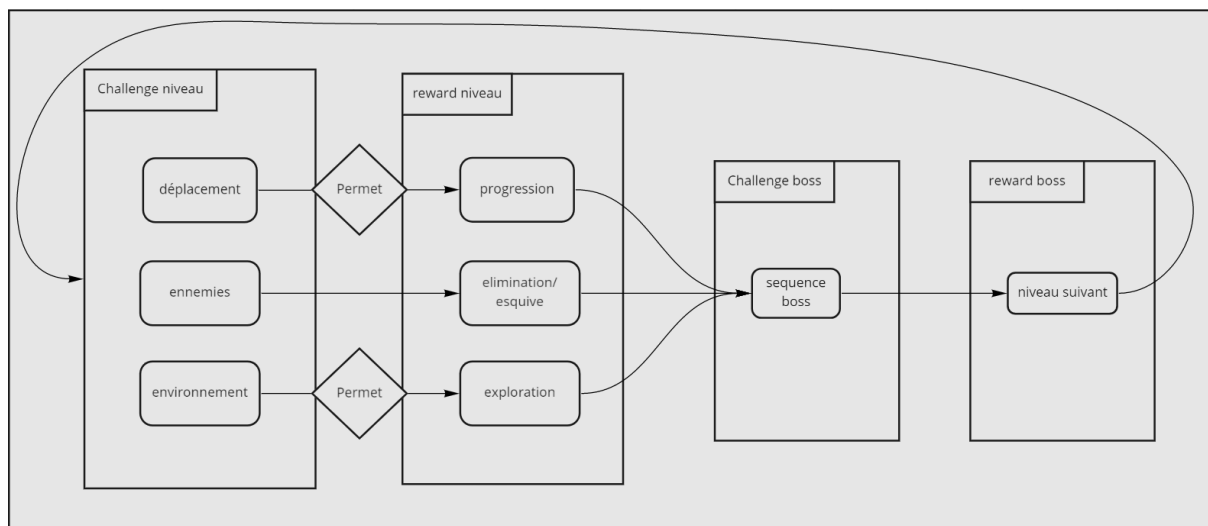 Challenge niveau
reward niveau
déplacement
Permet
progression
Challenge boss
reward boss
ennemies
elimination/
esquive
sequence
boss
niveau suivant
environnement
Permet
exploration